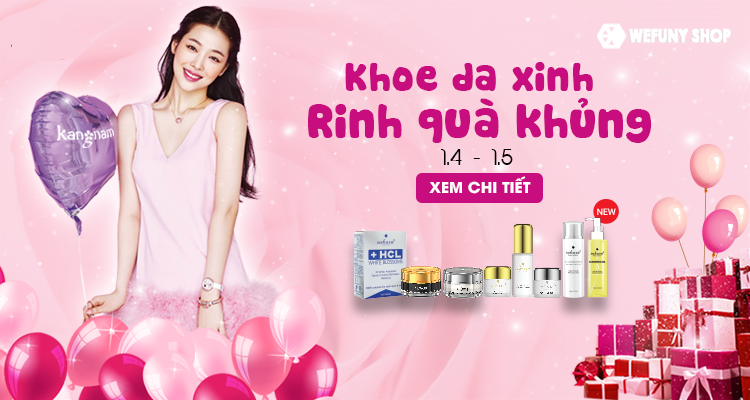 WEFUNY SHOP
kangnam
Khoe da xinh
Rinh quà khủng
1.4 - 1.5
XEM CHI TIẾT
NEW
+ HCL
WHITE BLOSSOMS